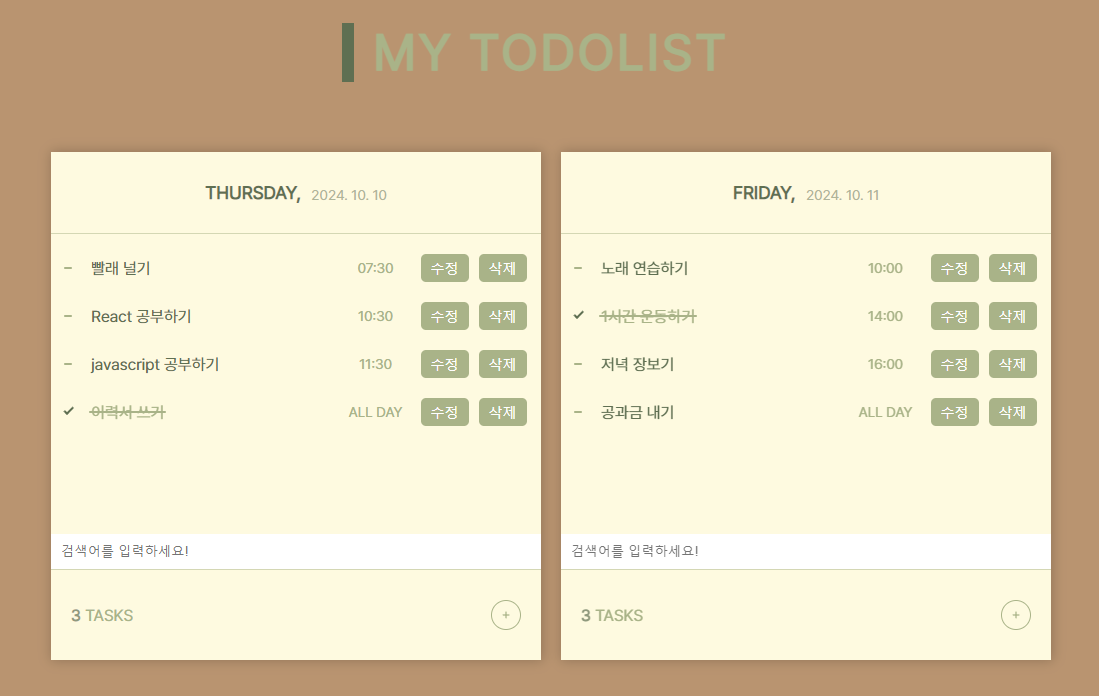 MY TODOLIST
THURSDAY, 2024. 10. 10
– 빨래 널기 07:30 수정 삭제
– React 공부하기 10:30 수정 삭제
– javascript 공부하기 11:30 수정 삭제
✓ 이력서 쓰기 ALL DAY 수정 삭제
검색어를 입력하세요!
3 TASKS +
FRIDAY, 2024. 10. 11
– 노래 연습하기 10:00 수정 삭제
✓ 1시간 운동하기 14:00 수정 삭제
– 저녁 장보기 16:00 수정 삭제
– 공과금 내기 ALL DAY 수정 삭제
검색어를 입력하세요!
3 TASKS +